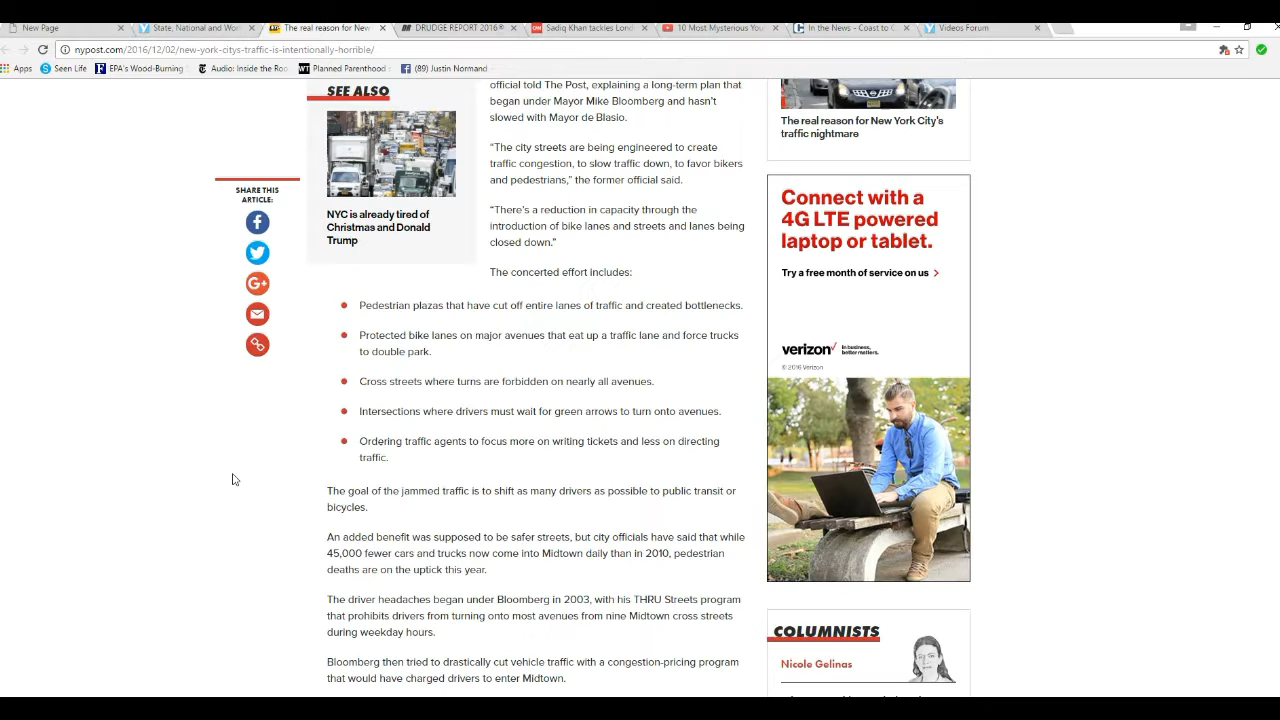 New Page
State, National and Wor
The real reason for New
DRUDGE REPORT 2016®
Sadiq Khan tackles Lond
10 Most Mysterious You
In the News - Coast to C
Videos Forum
nypost.com/2016/12/02/new-york-citys-traffic-is-intentionally-horrible/
Apps
Seen Life
EPA's Wood-Burning
Audio: Inside the Roo
Planned Parenthood
(89) Justin Normand
SEE ALSO
NYC is already tired of
Christmas and Donald
Trump
SHARE THIS
ARTICLE:
official told The Post, explaining a long-term plan that
began under Mayor Mike Bloomberg and hasn't
slowed with Mayor de Blasio.
“The city streets are being engineered to create
traffic congestion, to slow traffic down, to favor bikers
and pedestrians,” the former official said.
“There's a reduction in capacity through the
introduction of bike lanes and streets and lanes being
closed down.”
The concerted effort includes:
Pedestrian plazas that have cut off entire lanes of traffic and created bottlenecks.
Protected bike lanes on major avenues that eat up a traffic lane and force trucks
to double park.
Cross streets where turns are forbidden on nearly all avenues.
Intersections where drivers must wait for green arrows to turn onto avenues.
Ordering traffic agents to focus more on writing tickets and less on directing
traffic.
The goal of the jammed traffic is to shift as many drivers as possible to public transit or
bicycles.
An added benefit was supposed to be safer streets, but city officials have said that while
45,000 fewer cars and trucks now come into Midtown daily than in 2010, pedestrian
deaths are on the uptick this year.
The driver headaches began under Bloomberg in 2003, with his THRU Streets program
that prohibits drivers from turning onto most avenues from nine Midtown cross streets
during weekday hours.
Bloomberg then tried to drastically cut vehicle traffic with a congestion-pricing program
that would have charged drivers to enter Midtown.
The real reason for New York City's
traffic nightmare
Connect with a
4G LTE powered
laptop or tablet.
Try a free month of service on us
verizon
In business,
better matters.
© 2016 Verizon
COLUMNISTS
Nicole Gelinas